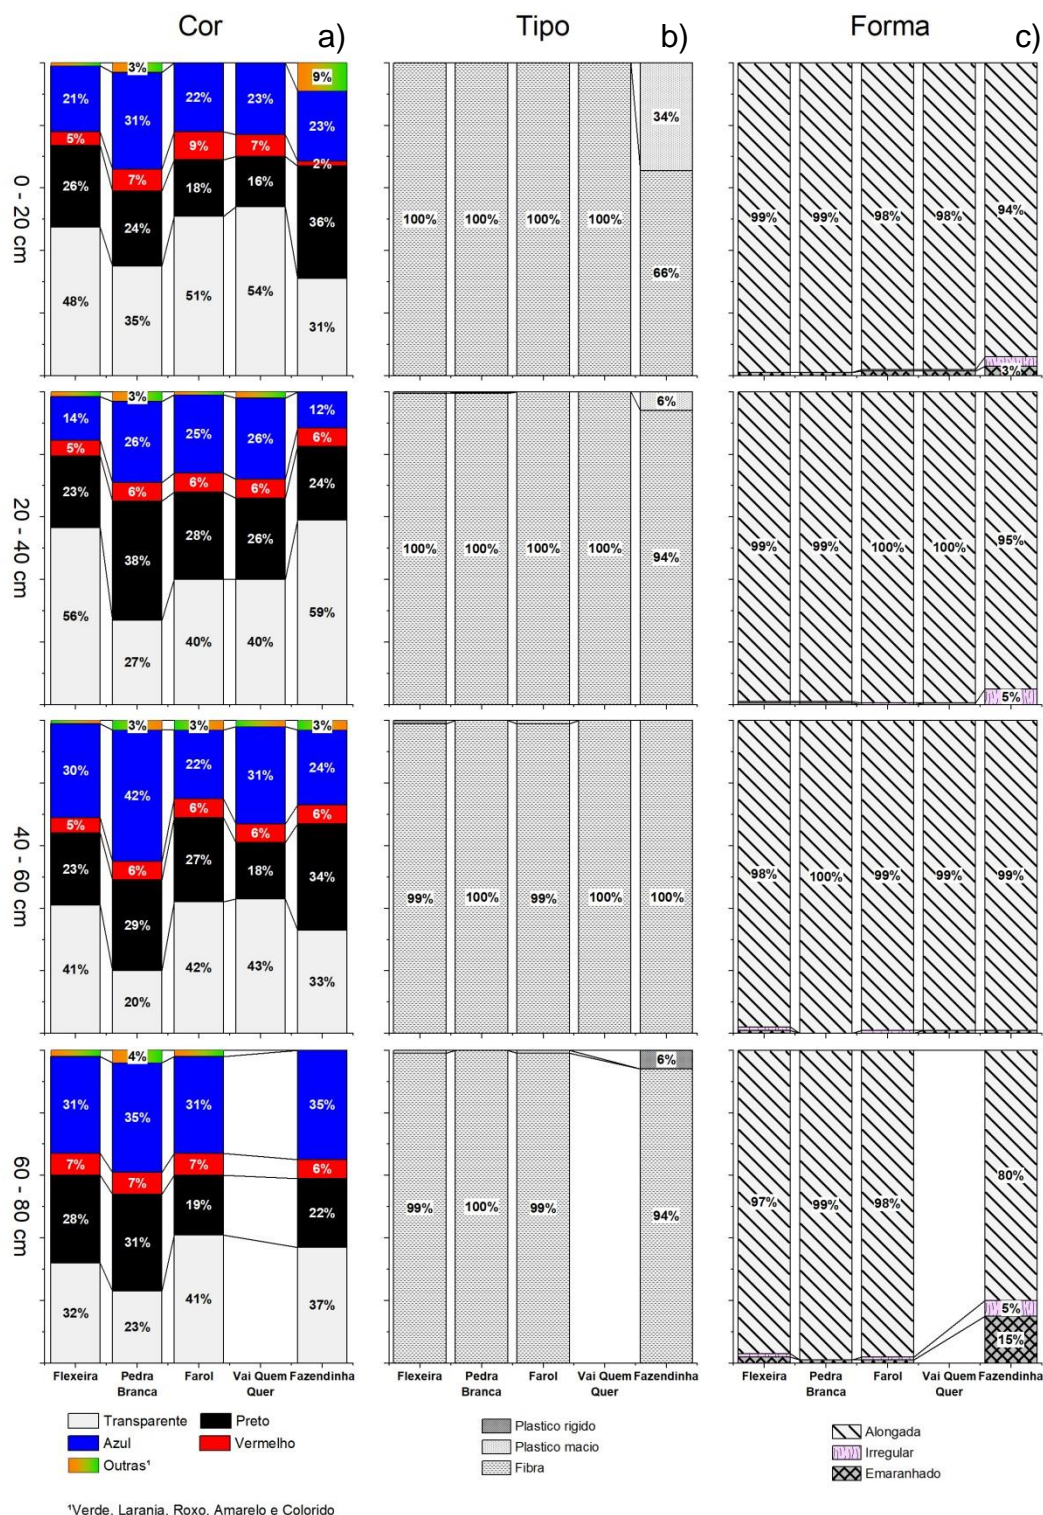 Cor
a)
Tipo
b)
Forma
c)
0 - 20 cm
3%
9%
21%
31%
22%
23%
23%
5%
7%
9%
7%
2%
26%
24%
18%
16%
36%
48%
35%
51%
54%
31%
34%
100%
100%
100%
100%
66%
99%
99%
98%
98%
94%
3%
20 - 40 cm
3%
14%
26%
25%
26%
12%
5%
6%
6%
6%
6%
23%
38%
28%
26%
24%
56%
27%
40%
40%
59%
6%
100%
100%
100%
100%
94%
99%
99%
100%
100%
95%
5%
40 - 60 cm
3%
3%
3%
30%
42%
22%
31%
24%
5%
6%
6%
6%
6%
23%
29%
27%
18%
34%
41%
20%
42%
43%
33%
99%
100%
99%
100%
100%
98%
100%
99%
99%
99%
60 - 80 cm
4%
31%
35%
31%
35%
7%
7%
7%
6%
28%
31%
19%
22%
32%
23%
41%
37%
6%
99%
100%
99%
94%
97%
99%
98%
80%
5%
15%
Flexeira
Pedra
Branca
Farol
Vai Quem
Quer
Fazendinha
Flexeira
Pedra
Branca
Farol
Vai Quem
Quer
Fazendinha
Flexeira
Pedra
Branca
Farol
Vai Quem
Quer
Fazendinha
Transparente
Preto
Azul
Vermelho
Outras¹
Plastico rigido
Plastico macio
Fibra
Alongada
Irregular
Emaranhado
¹Verde, Laranja, Roxo, Amarelo e Colorido